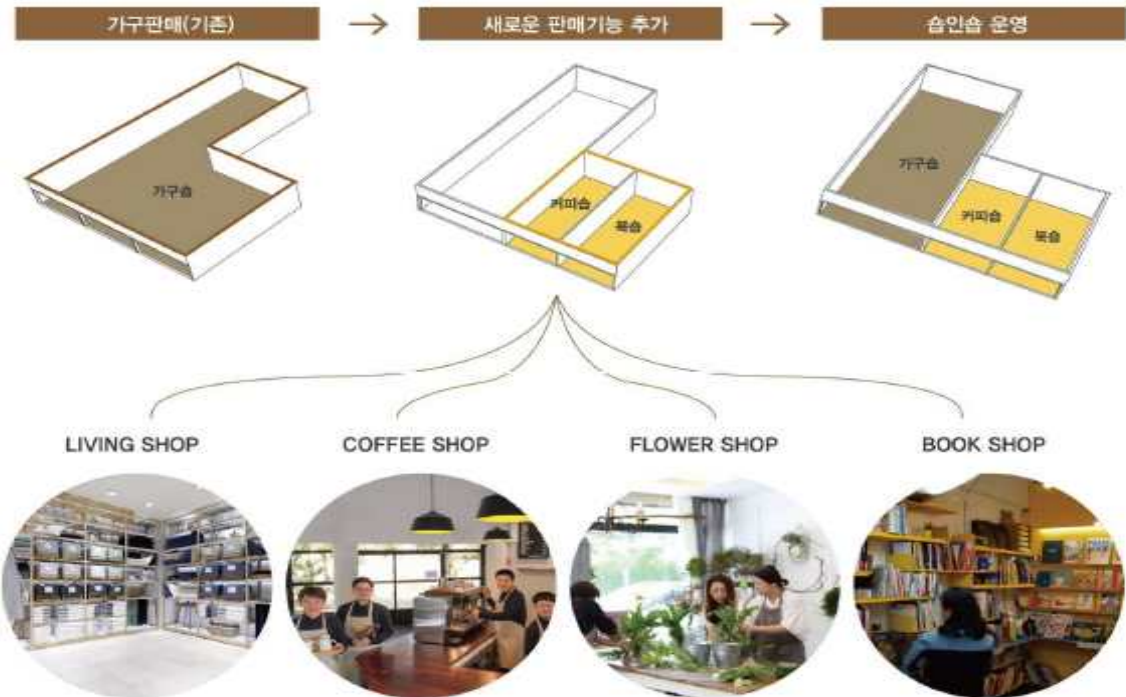 가구판매(기존) → 새로운 판매기능 추가 → 숍인숍 운영
가구숍
커피숍
북숍
가구숍
커피숍
북숍
LIVING SHOP
COFFEE SHOP
FLOWER SHOP
BOOK SHOP